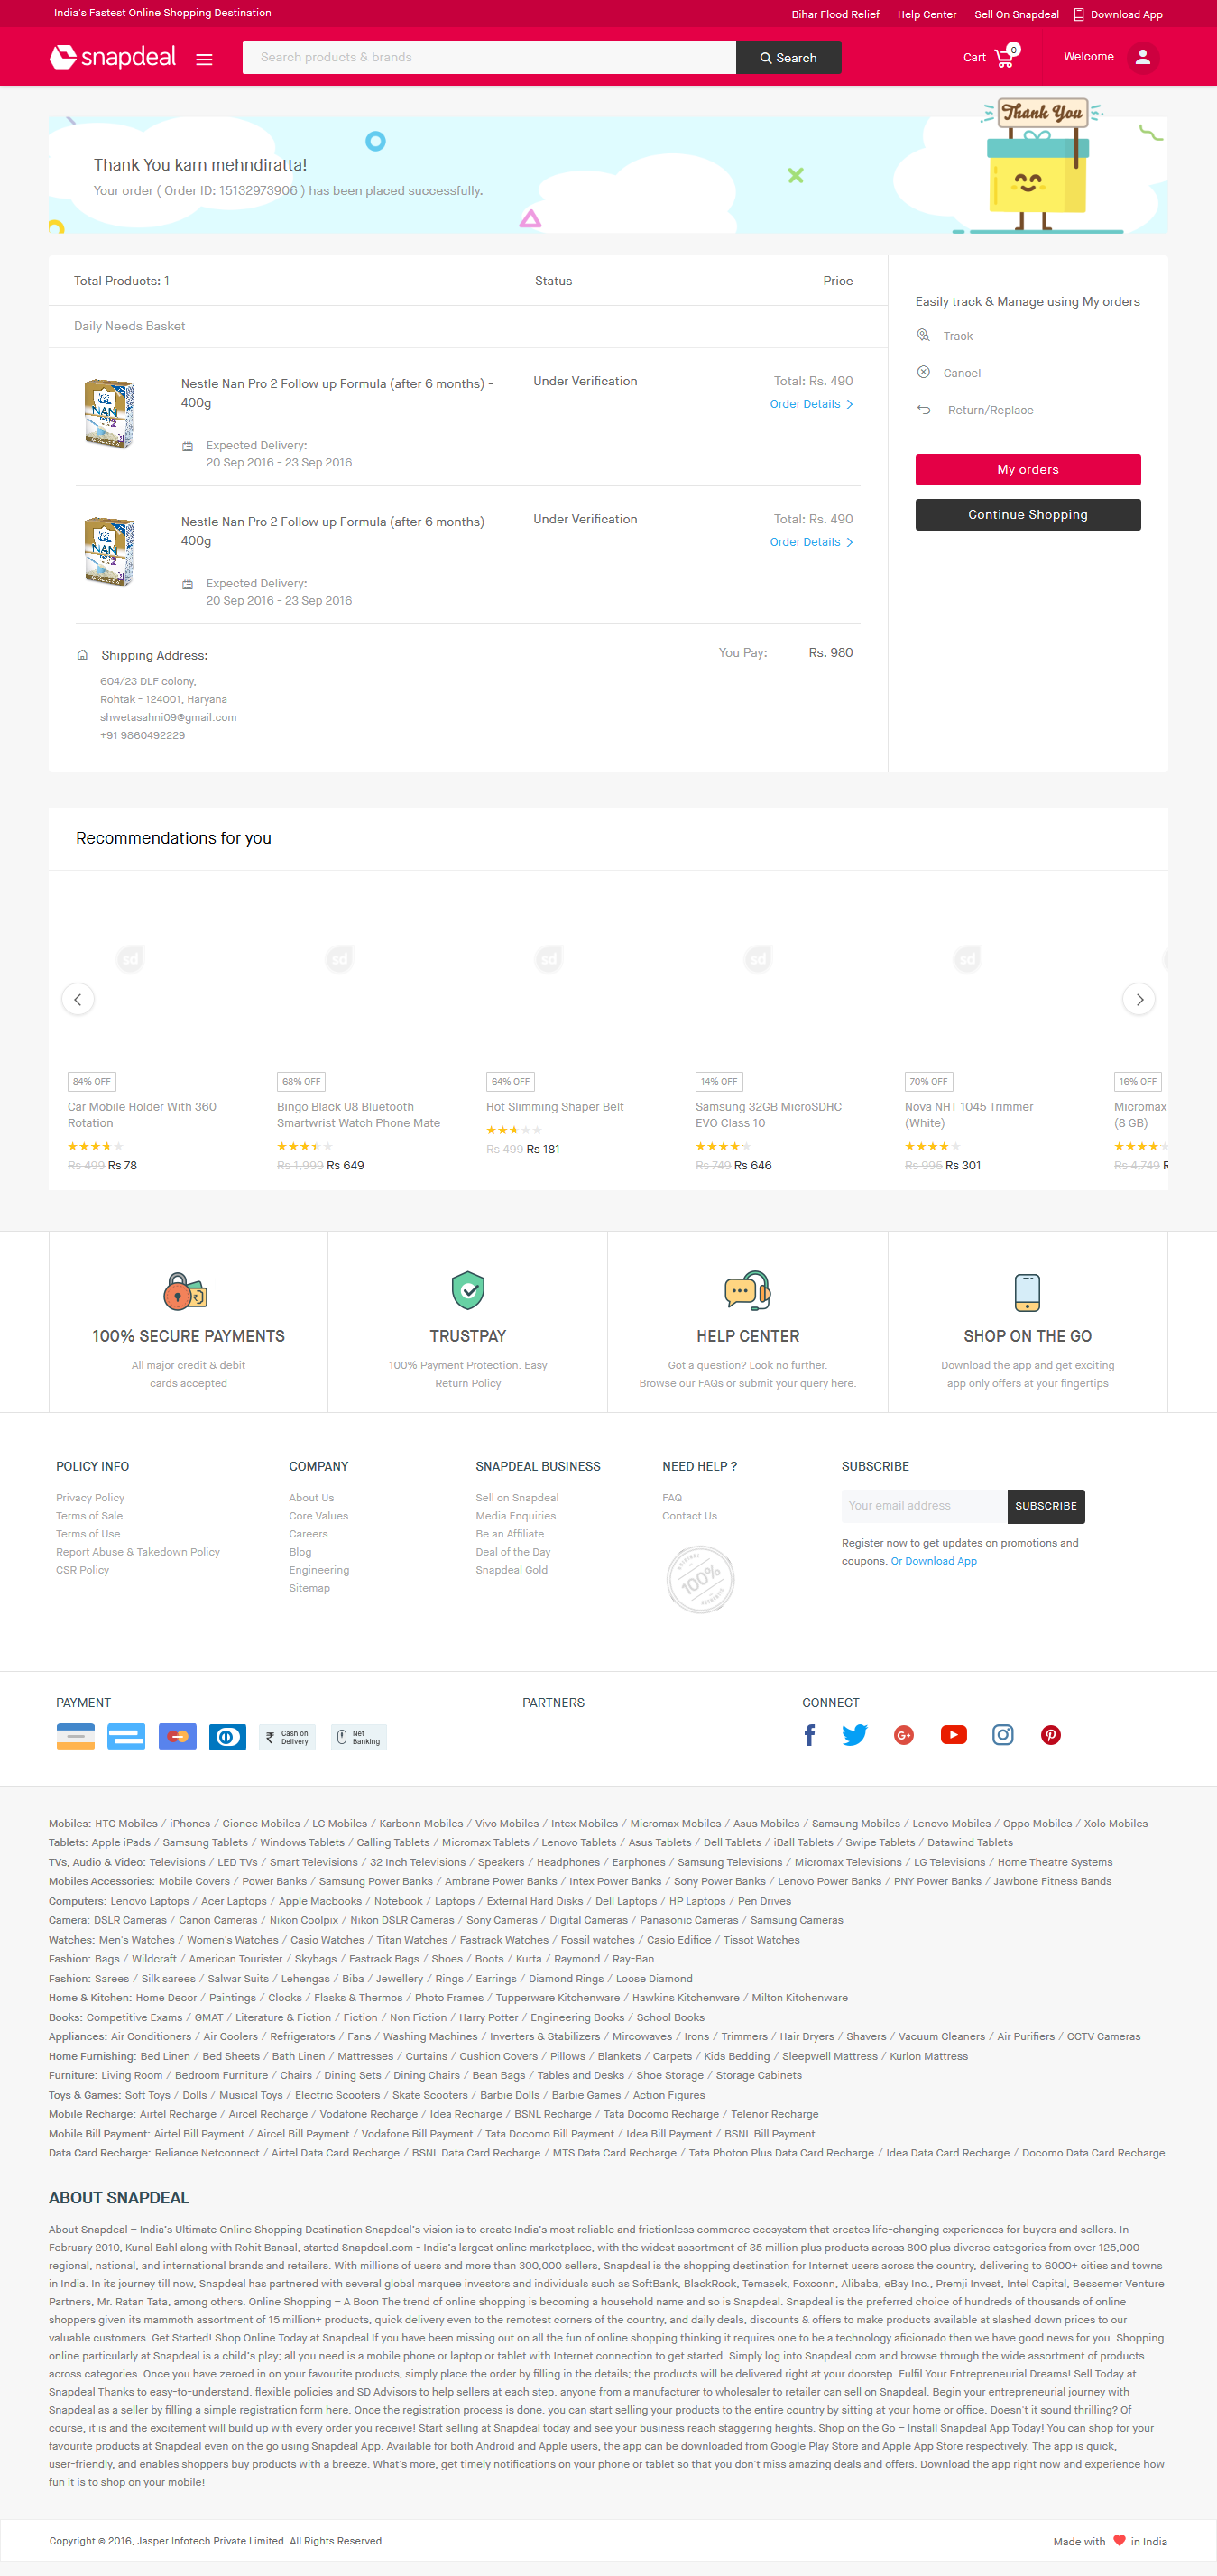 India's Fastest Online Shopping Destination
Bihar Flood Relief Help Center Sell On Snapdeal Download App
snapdeal Search products & brands Search Cart 0 Welcome
Thank You
Thank You karn mehndiratta!
Your order ( Order ID: 15132973906 ) has been placed successfully.
Total Products: 1 Status Price
Daily Needs Basket
Nestle Nan Pro 2 Follow up Formula (after 6 months) -
400g
Under Verification
Total: Rs. 490
Order Details
NAN
2
Expected Delivery:
20 Sep 2016 - 23 Sep 2016
Nestle Nan Pro 2 Follow up Formula (after 6 months) -
400g
Under Verification
Total: Rs. 490
Order Details
NAN
2
Expected Delivery:
20 Sep 2016 - 23 Sep 2016
Shipping Address:
604/23 DLF colony,
Rohtak - 124001, Haryana
shwetasahni09@gmail.com
+91 9860492229
You Pay: Rs. 980
Easily track & Manage using My orders
Track
Cancel
Return/Replace
My orders
Continue Shopping
Recommendations for you
sd sd sd sd sd
84% OFF
Car Mobile Holder With 360
Rotation
Rs 499 Rs 78
68% OFF
Bingo Black U8 Bluetooth
Smartwrist Watch Phone Mate
Rs 1,999 Rs 649
64% OFF
Hot Slimming Shaper Belt
Rs 499 Rs 181
14% OFF
Samsung 32GB MicroSDHC
EVO Class 10
Rs 749 Rs 646
70% OFF
Nova NHT 1045 Trimmer
(White)
Rs 995 Rs 301
16% OFF
Micromax
(8 GB)
Rs 4,749 R
100% SECURE PAYMENTS
All major credit & debit
cards accepted
TRUSTPAY
100% Payment Protection. Easy
Return Policy
HELP CENTER
Got a question? Look no further.
Browse our FAQs or submit your query here.
SHOP ON THE GO
Download the app and get exciting
app only offers at your fingertips
POLICY INFO
Privacy Policy
Terms of Sale
Terms of Use
Report Abuse & Takedown Policy
CSR Policy
COMPANY
About Us
Core Values
Careers
Blog
Engineering
Sitemap
SNAPDEAL BUSINESS
Sell on Snapdeal
Media Enquiries
Be an Affiliate
Deal of the Day
Snapdeal Gold
NEED HELP ?
FAQ
Contact Us
ORIGINAL
100%
SUBSCRIBE
Your email address SUBSCRIBE
Register now to get updates on promotions and
coupons. Or Download App
PAYMENT
Cash on
Delivery
Net
Banking
PARTNERS
CONNECT
Mobiles: HTC Mobiles / iPhones / Gionee Mobiles / LG Mobiles / Karbonn Mobiles / Vivo Mobiles / Intex Mobiles / Micromax Mobiles / Asus Mobiles / Samsung Mobiles / Lenovo Mobiles / Oppo Mobiles / Xolo Mobiles
Tablets: Apple iPads / Samsung Tablets / Windows Tablets / Calling Tablets / Micromax Tablets / Lenovo Tablets / Asus Tablets / Dell Tablets / iBall Tablets / Swipe Tablets / Datawind Tablets
TVs, Audio & Video: Televisions / LED TVs / Smart Televisions / 32 Inch Televisions / Speakers / Headphones / Earphones / Samsung Televisions / Micromax Televisions / LG Televisions / Home Theatre Systems
Mobiles Accessories: Mobile Covers / Power Banks / Samsung Power Banks / Ambrane Power Banks / Intex Power Banks / Sony Power Banks / Lenovo Power Banks / PNY Power Banks / Jawbone Fitness Bands
Computers: Lenovo Laptops / Acer Laptops / Apple Macbooks / Notebook / Laptops / External Hard Disks / Dell Laptops / HP Laptops / Pen Drives
Camera: DSLR Cameras / Canon Cameras / Nikon Coolpix / Nikon DSLR Cameras / Sony Cameras / Digital Cameras / Panasonic Cameras / Samsung Cameras
Watches: Men's Watches / Women's Watches / Casio Watches / Titan Watches / Fastrack Watches / Fossil watches / Casio Edifice / Tissot Watches
Fashion: Bags / Wildcraft / American Tourister / Skybags / Fastrack Bags / Shoes / Boots / Kurta / Raymond / Ray-Ban
Fashion: Sarees / Silk sarees / Salwar Suits / Lehengas / Biba / Jewellery / Rings / Earrings / Diamond Rings / Loose Diamond
Home & Kitchen: Home Decor / Paintings / Clocks / Flasks & Thermos / Photo Frames / Tupperware Kitchenware / Hawkins Kitchenware / Milton Kitchenware
Books: Competitive Exams / GMAT / Literature & Fiction / Fiction / Non Fiction / Harry Potter / Engineering Books / School Books
Appliances: Air Conditioners / Air Coolers / Refrigerators / Fans / Washing Machines / Inverters & Stabilizers / Mircowaves / Irons / Trimmers / Hair Dryers / Shavers / Vacuum Cleaners / Air Purifiers / CCTV Cameras
Home Furnishing: Bed Linen / Bed Sheets / Bath Linen / Mattresses / Curtains / Cushion Covers / Pillows / Blankets / Carpets / Kids Bedding / Sleepwell Mattress / Kurlon Mattress
Furniture: Living Room / Bedroom Furniture / Chairs / Dining Sets / Dining Chairs / Bean Bags / Tables and Desks / Shoe Storage / Storage Cabinets
Toys & Games: Soft Toys / Dolls / Musical Toys / Electric Scooters / Skate Scooters / Barbie Dolls / Barbie Games / Action Figures
Mobile Recharge: Airtel Recharge / Aircel Recharge / Vodafone Recharge / Idea Recharge / BSNL Recharge / Tata Docomo Recharge / Telenor Recharge
Mobile Bill Payment: Airtel Bill Payment / Aircel Bill Payment / Vodafone Bill Payment / Tata Docomo Bill Payment / Idea Bill Payment / BSNL Bill Payment
Data Card Recharge: Reliance Netconnect / Airtel Data Card Recharge / BSNL Data Card Recharge / MTS Data Card Recharge / Tata Photon Plus Data Card Recharge / Idea Data Card Recharge / Docomo Data Card Recharge
ABOUT SNAPDEAL
About Snapdeal – India's Ultimate Online Shopping Destination Snapdeal's vision is to create India's most reliable and frictionless commerce ecosystem that creates life-changing experiences for buyers and sellers. In
February 2010, Kunal Bahl along with Rohit Bansal, started Snapdeal.com - India's largest online marketplace, with the widest assortment of 35 million plus products across 800 plus diverse categories from over 125,000
regional, national, and international brands and retailers. With millions of users and more than 300,000 sellers, Snapdeal is the shopping destination for Internet users across the country, delivering to 6000+ cities and towns
in India. In its journey till now, Snapdeal has partnered with several global marquee investors and individuals such as SoftBank, BlackRock, Temasek, Foxconn, Alibaba, eBay Inc., Premji Invest, Intel Capital, Bessemer Venture
Partners, Mr. Ratan Tata, among others. Online Shopping – A Boon The trend of online shopping is becoming a household name and so is Snapdeal. Snapdeal is the preferred choice of hundreds of thousands of online
shoppers given its mammoth assortment of 15 million+ products, quick delivery even to the remotest corners of the country, and daily deals, discounts & offers to make products available at slashed down prices to our
valuable customers. Get Started! Shop Online Today at Snapdeal If you have been missing out on all the fun of online shopping thinking it requires one to be a technology aficionado then we have good news for you. Shopping
online particularly at Snapdeal is a child's play; all you need is a mobile phone or laptop or tablet with Internet connection to get started. Simply log into Snapdeal.com and browse through the wide assortment of products
across categories. Once you have zeroed in on your favourite products, simply place the order by filling in the details; the products will be delivered right at your doorstep. Fulfil Your Entrepreneurial Dreams! Sell Today at
Snapdeal Thanks to easy-to-understand, flexible policies and SD Advisors to help sellers at each step, anyone from a manufacturer to wholesaler to retailer can sell on Snapdeal. Begin your entrepreneurial journey with
Snapdeal as a seller by filling a simple registration form here. Once the registration process is done, you can start selling your products to the entire country by sitting at your home or office. Doesn't it sound thrilling? Of
course, it is and the excitement will build up with every order you receive! Start selling at Snapdeal today and see your business reach staggering heights. Shop on the Go – Install Snapdeal App Today! You can shop for your
favourite products at Snapdeal even on the go using Snapdeal App. Available for both Android and Apple users, the app can be downloaded from Google Play Store and Apple App Store respectively. The app is quick,
user-friendly, and enables shoppers buy products with a breeze. What's more, get timely notifications on your phone or tablet so that you don't miss amazing deals and offers. Download the app right now and experience how
fun it is to shop on your mobile!
Copyright © 2016, Jasper Infotech Private Limited. All Rights Reserved
Made with in India